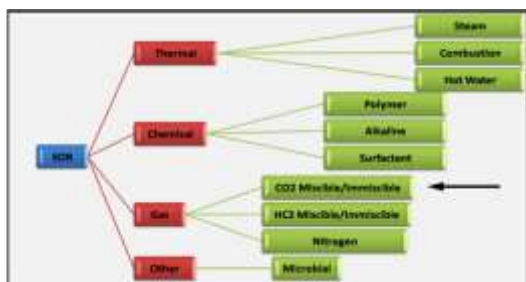 Steam
Thermal
Combustion
Hot Water
Polymer
Chemical
Alkaline
Surfactant
EOR
CO2 Miscible/Immiscible
Gas
HC2 Miscible/Immiscible
Nitrogen
Other
Microbial